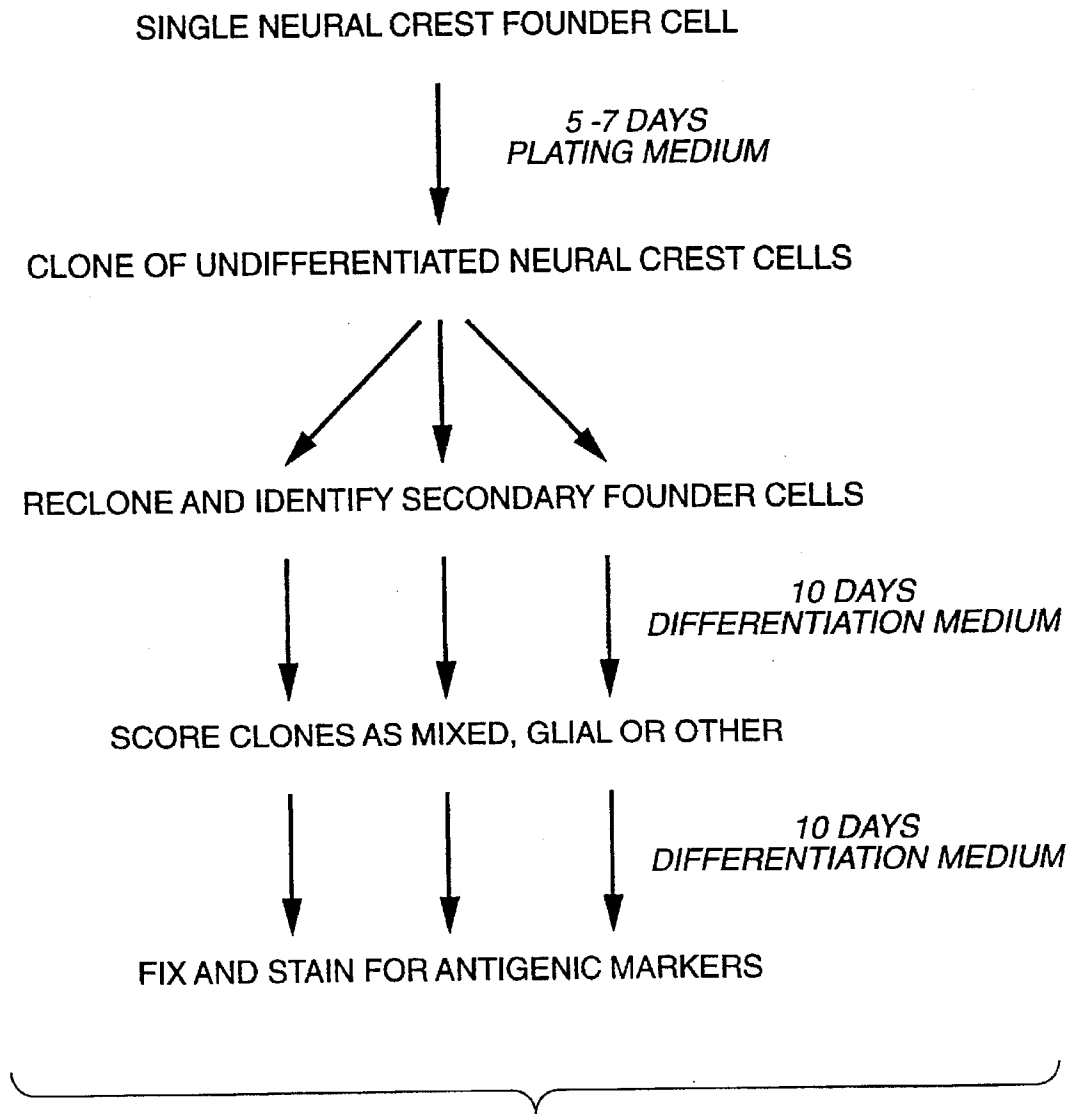 SINGLE NEURAL CREST FOUNDER CELL
5 -7 DAYS
PLATING MEDIUM
CLONE OF UNDIFFERENTIATED NEURAL CREST CELLS
RECLONE AND IDENTIFY SECONDARY FOUNDER CELLS
10 DAYS
DIFFERENTIATION MEDIUM
SCORE CLONES AS MIXED, GLIAL OR OTHER
10 DAYS
DIFFERENTIATION MEDIUM
FIX AND STAIN FOR ANTIGENIC MARKERS